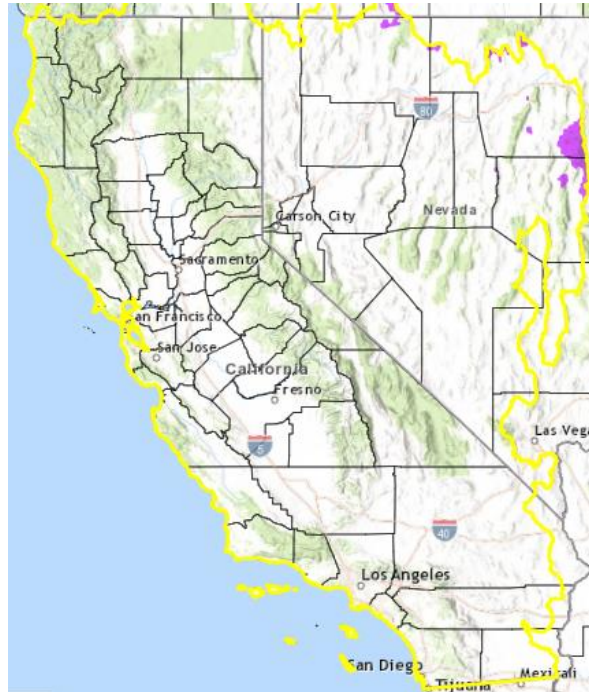 80
Carson City
Nevada
Sacramento
San Francisco
San Jose
California
Fresno
Las Vega
5
40
Los Angeles
San Diego
Tijuana
Mexicali